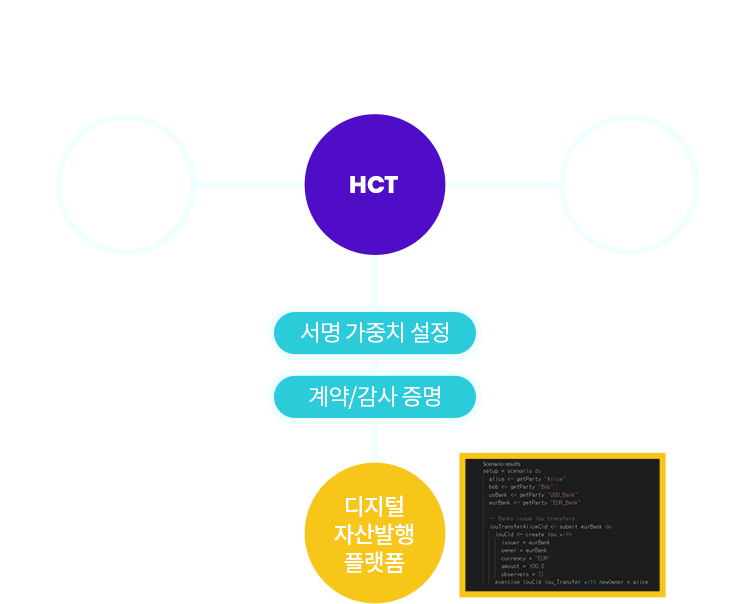 HCT
서명 가중치 설정
계약/감사 증명
디지털
자산발행
플랫폼
Scenario results
setup = scenario do
alice <- getParty "Alice"
bob <- getParty "Bob"
usBank <- getParty "USD_Bank"
eurBank <- getParty "EUR_Bank"
-- Banks issue Iou transfers
iouTransferAliceCid <- submit eurBank do
iouCid <- create Iou with
issuer = eurBank
owner = eurBank
currency = "EUR"
amount = 100.0
observers = []
exercise iouCid Iou_Transfer with newOwner = alice